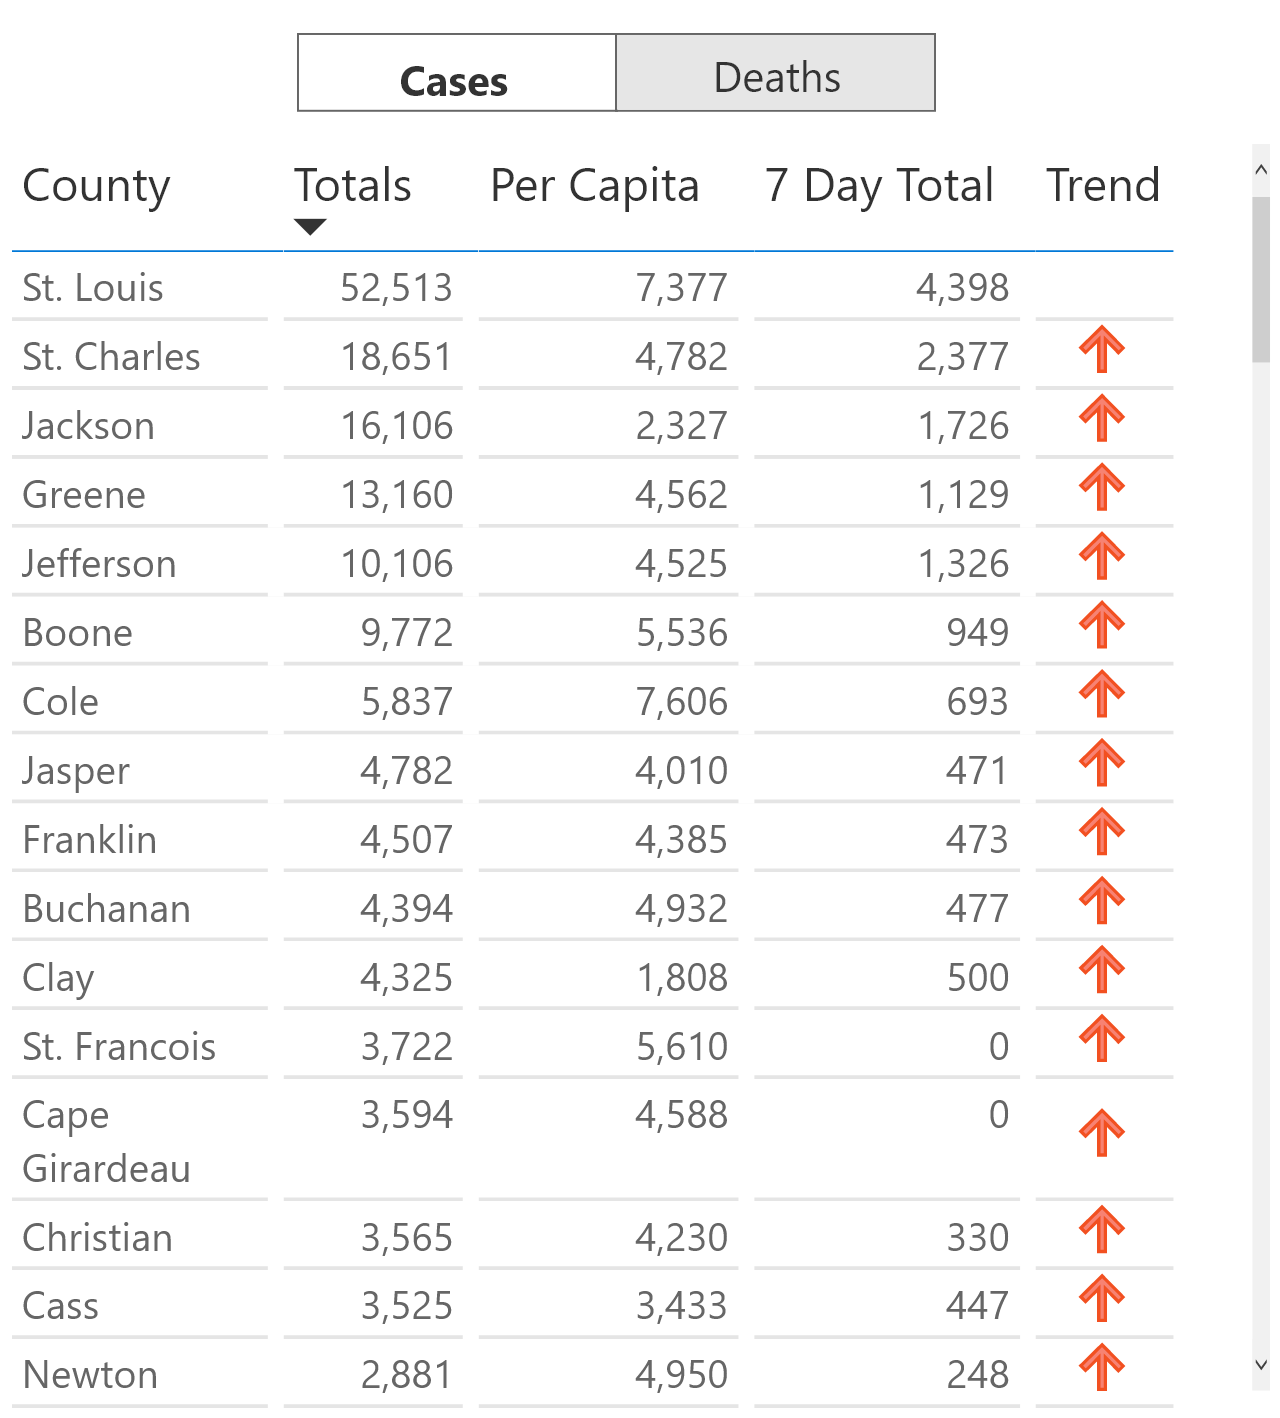 Cases Deaths
County Totals Per Capita 7 Day Total Trend
St. Louis 52,513 7,377 4,398
St. Charles 18,651 4,782 2,377
Jackson 16,106 2,327 1,726
Greene 13,160 4,562 1,129
Jefferson 10,106 4,525 1,326
Boone 9,772 5,536 949
Cole 5,837 7,606 693
Jasper 4,782 4,010 471
Franklin 4,507 4,385 473
Buchanan 4,394 4,932 477
Clay 4,325 1,808 500
St. Francois 3,722 5,610 0
Cape 3,594 4,588 0
Girardeau
Christian 3,565 4,230 330
Cass 3,525 3,433 447
Newton 2,881 4,950 248